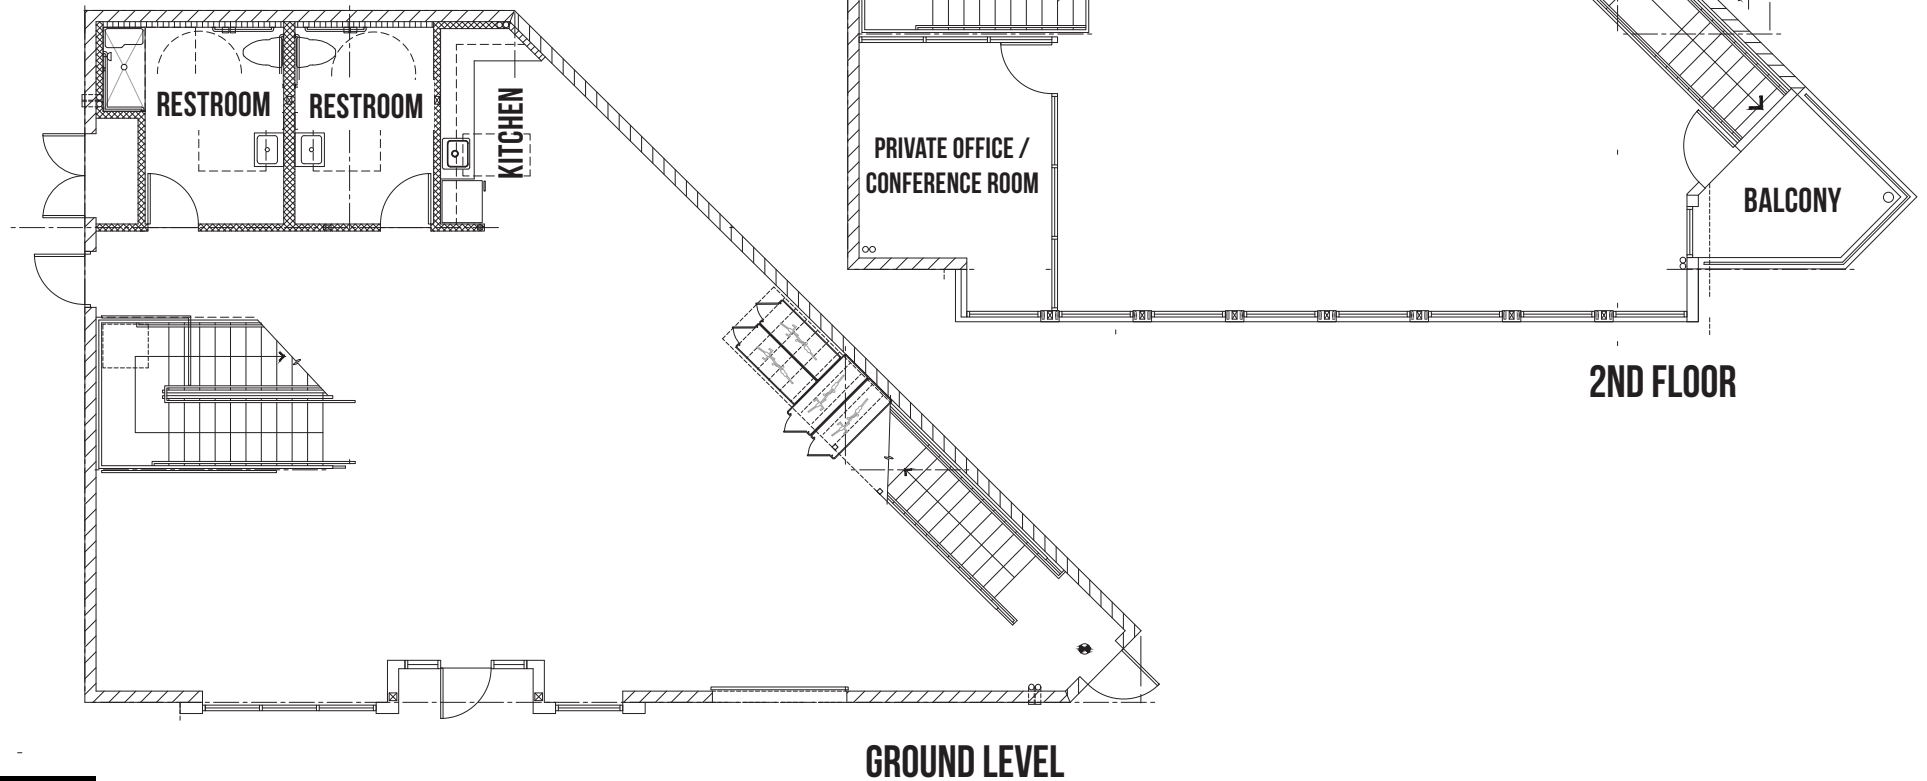 RESTROOM
RESTROOM
KITCHEN
GROUND LEVEL
PRIVATE OFFICE /
CONFERENCE ROOM
BALCONY
2ND FLOOR